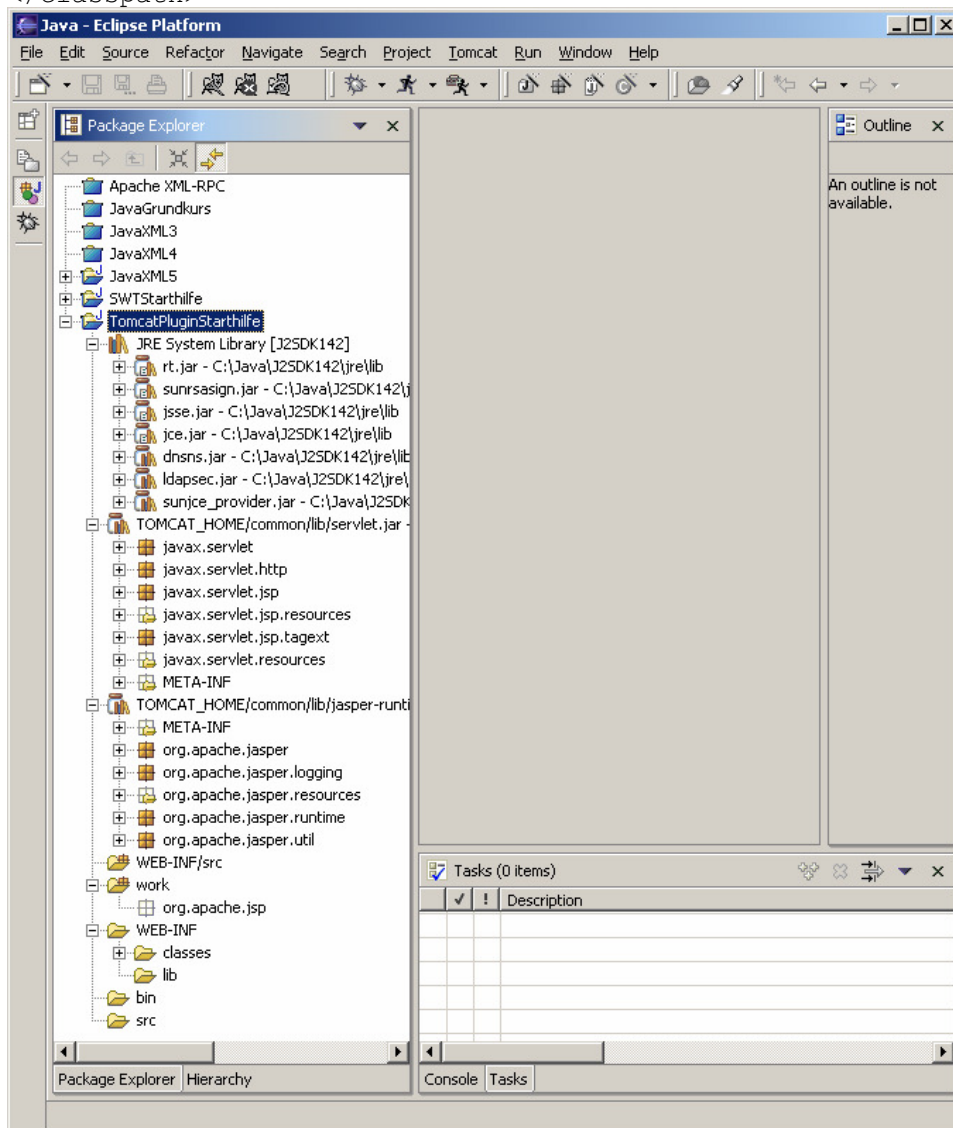 </classpath>
Java - Eclipse Platform
File Edit Source Refactor Navigate Search Project Tomcat Run Window Help
Package Explorer
Outline
An outline is not
available.
Apache XML-RPC
JavaGrundkurs
JavaXML3
JavaXML4
JavaXML5
SWTStarthilfe
TomcatPluginStarthilfe
JRE System Library [J2SDK142]
rt.jar - C:\Java\J2SDK142\jre\lib
sunrsasign.jar - C:\Java\J2SDK142\j
jsse.jar - C:\Java\J2SDK142\jre\lib
jce.jar - C:\Java\J2SDK142\jre\lib
dnsns.jar - C:\Java\J2SDK142\jre\lib
ldapsec.jar - C:\Java\J2SDK142\jre\
sunjce_provider.jar - C:\Java\J2SDK
TOMCAT_HOME/common/lib/servlet.jar -
javax.servlet
javax.servlet.http
javax.servlet.jsp
javax.servlet.jsp.resources
javax.servlet.jsp.tagext
javax.servlet.resources
META-INF
TOMCAT_HOME/common/lib/jasper-runti
META-INF
org.apache.jasper
org.apache.jasper.logging
org.apache.jasper.resources
org.apache.jasper.runtime
org.apache.jasper.util
WEB-INF/src
work
org.apache.jsp
WEB-INF
classes
lib
bin
src
Package Explorer Hierarchy
Tasks (0 items)
! Description
Console Tasks